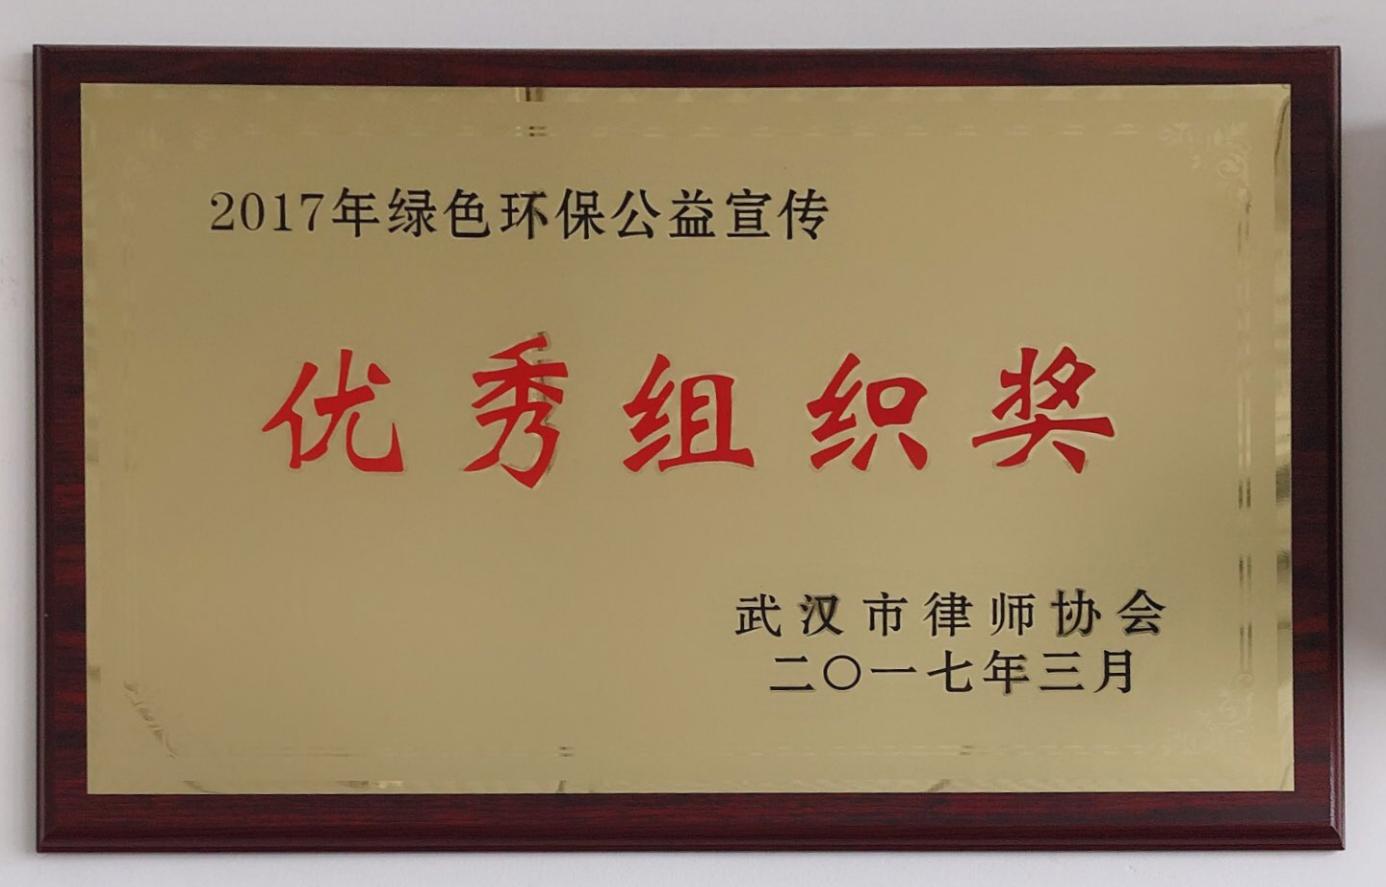 2017年绿色环保公益宣传
优秀组织奖
武汉市律师协会
二〇一七年三月